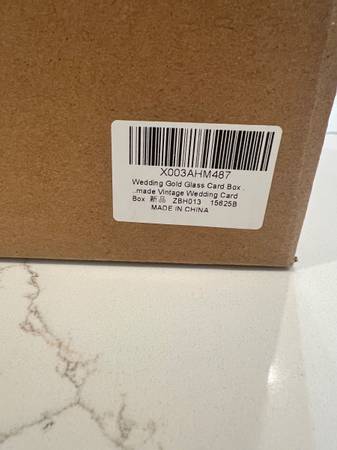 X003AHM487
Wedding Gold Glass Card Box .
..made Vintage Wedding Card
Box 新品 ZBH013 15625B
MADE IN CHINA